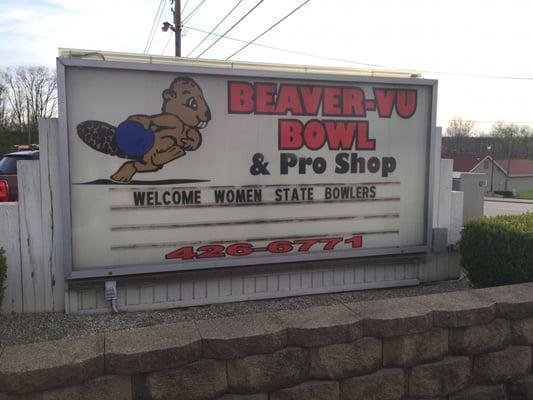 BEAVER-VU
BOWL
& Pro Shop
WELCOME WOMEN STATE BOWLERS
426-6771